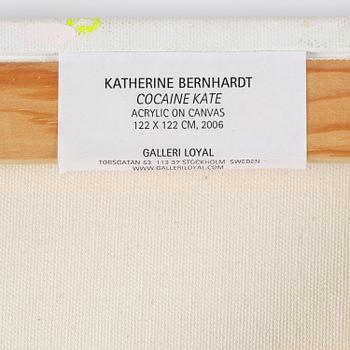 KATHERINE BERNHARDT
COCAINE KATE
ACRYLIC ON CANVAS
122 X 122 CM, 2006
GALLERI LOYAL
TORSGATAN 53, 113 37 STOCKHOLM, SWEDEN
WWW.GALLERILOYAL.COM